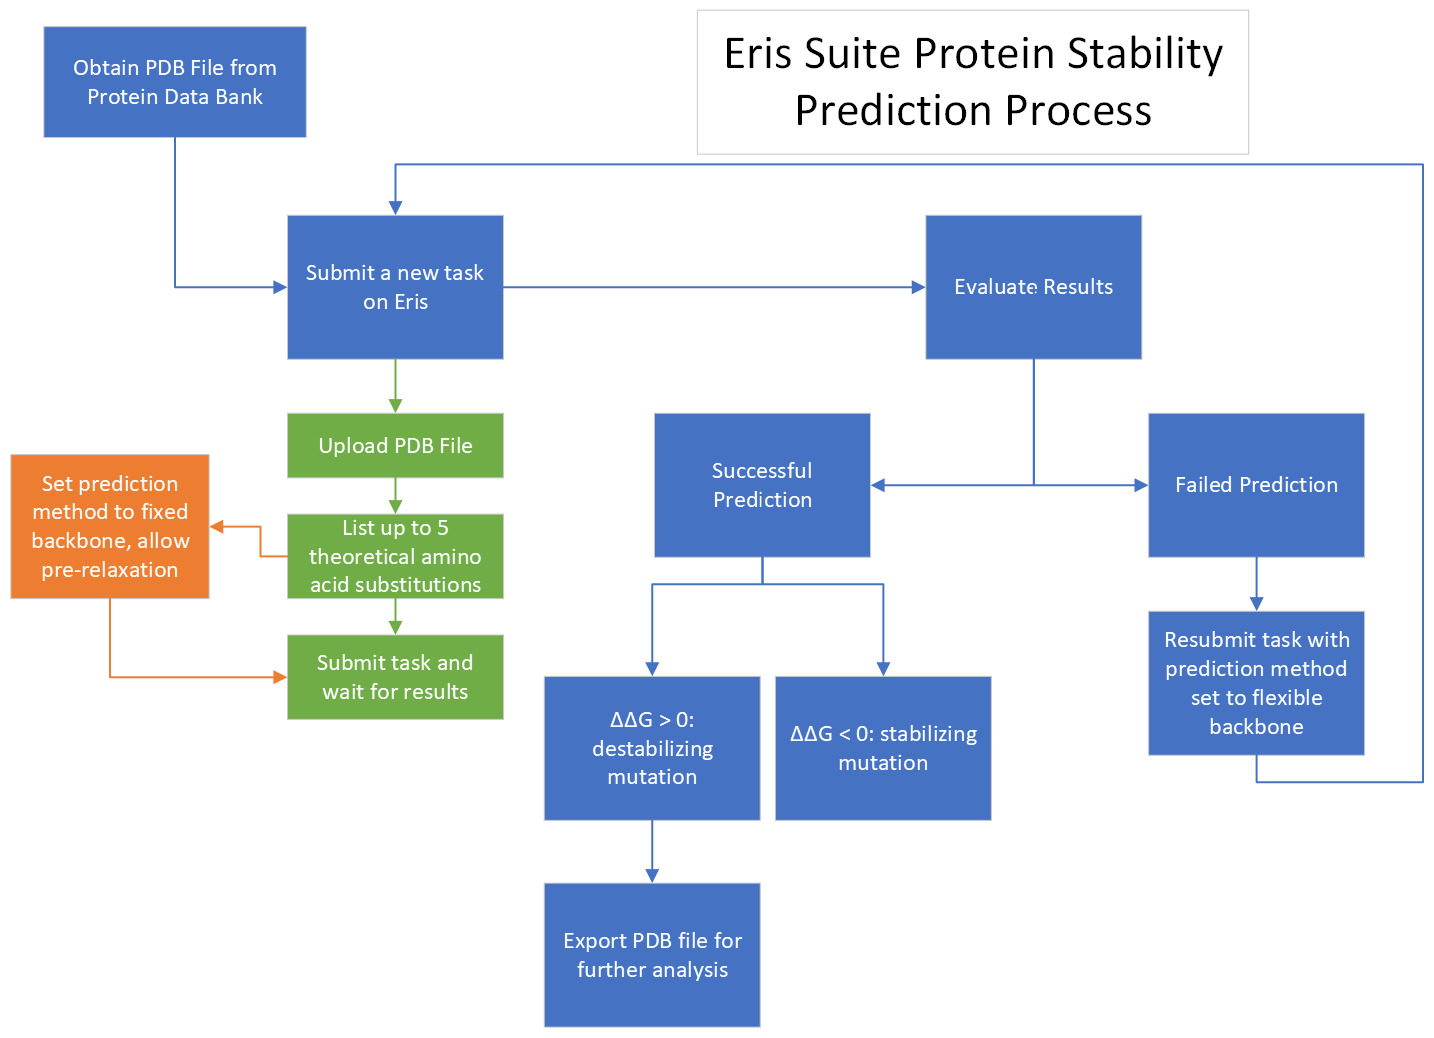 Eris Suite Protein Stability
Prediction Process
Obtain PDB File from
Protein Data Bank
Submit a new task
on Eris
Evaluate Results
Upload PDB File
List up to 5
theoretical amino
acid substitutions
Set prediction
method to fixed
backbone, allow
pre-relaxation
Submit task and
wait for results
Successful
Prediction
Failed Prediction
ΔΔG > 0:
destabilizing
mutation
ΔΔG < 0: stabilizing
mutation
Resubmit task with
prediction method
set to flexible
backbone
Export PDB file for
further analysis